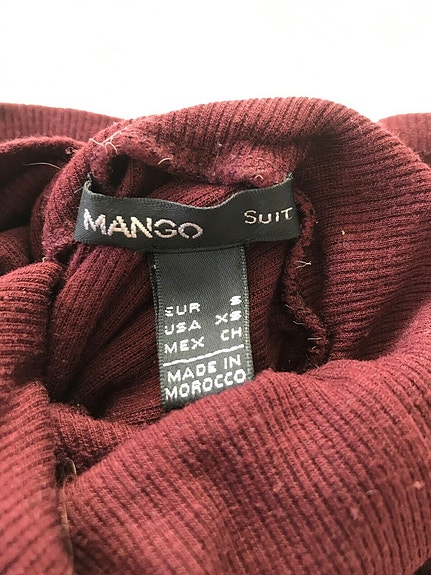 MANGO SUIT
EUR S
USA XS
MEX CH
MADE IN
MOROCCO